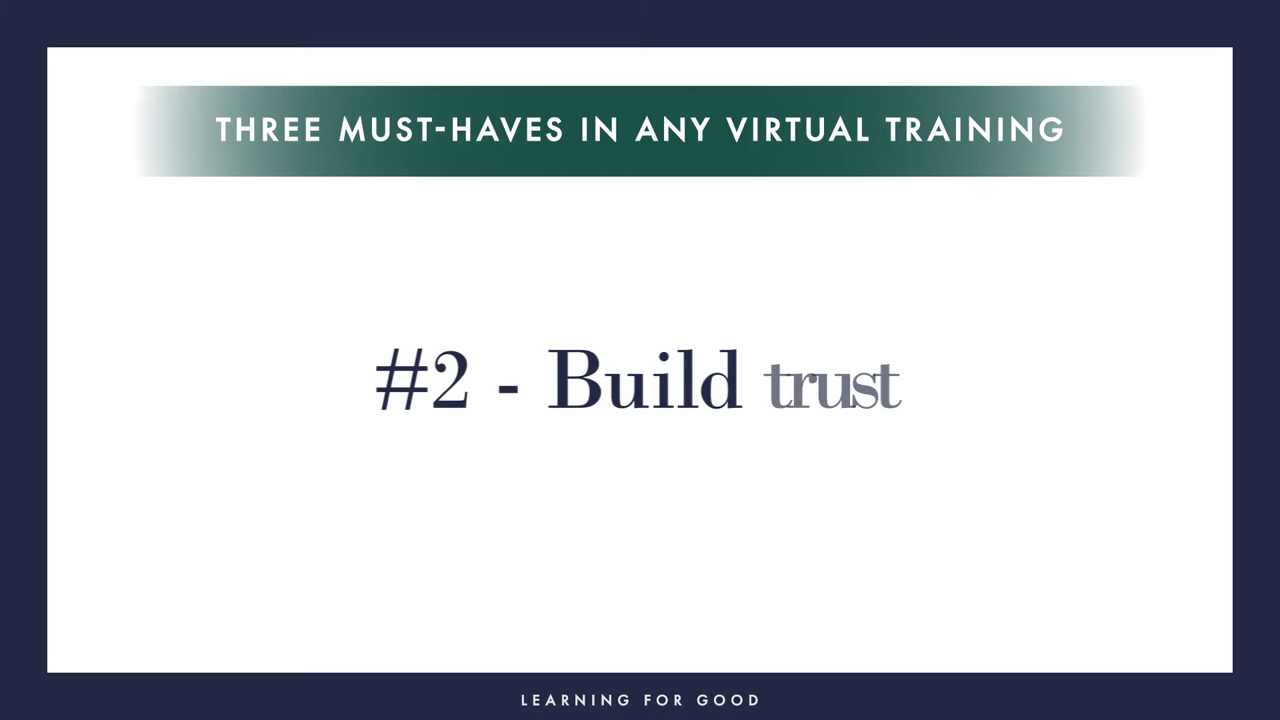 THREE MUST-HAVES IN ANY VIRTUAL TRAINING
#2 - Build trust
LEARNING FOR GOOD